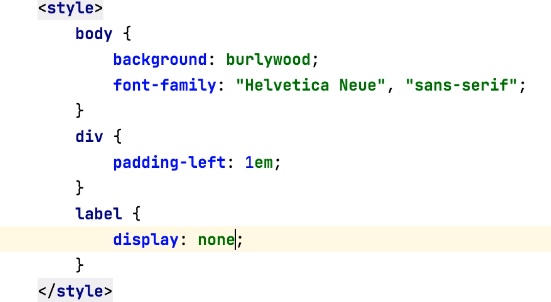 <style>
body {
background: burlywood;
font-family: "Helvetica Neue", "sans-serif";
}
div {
padding-left: 1em;
}
label {
display: none;
}
</style>